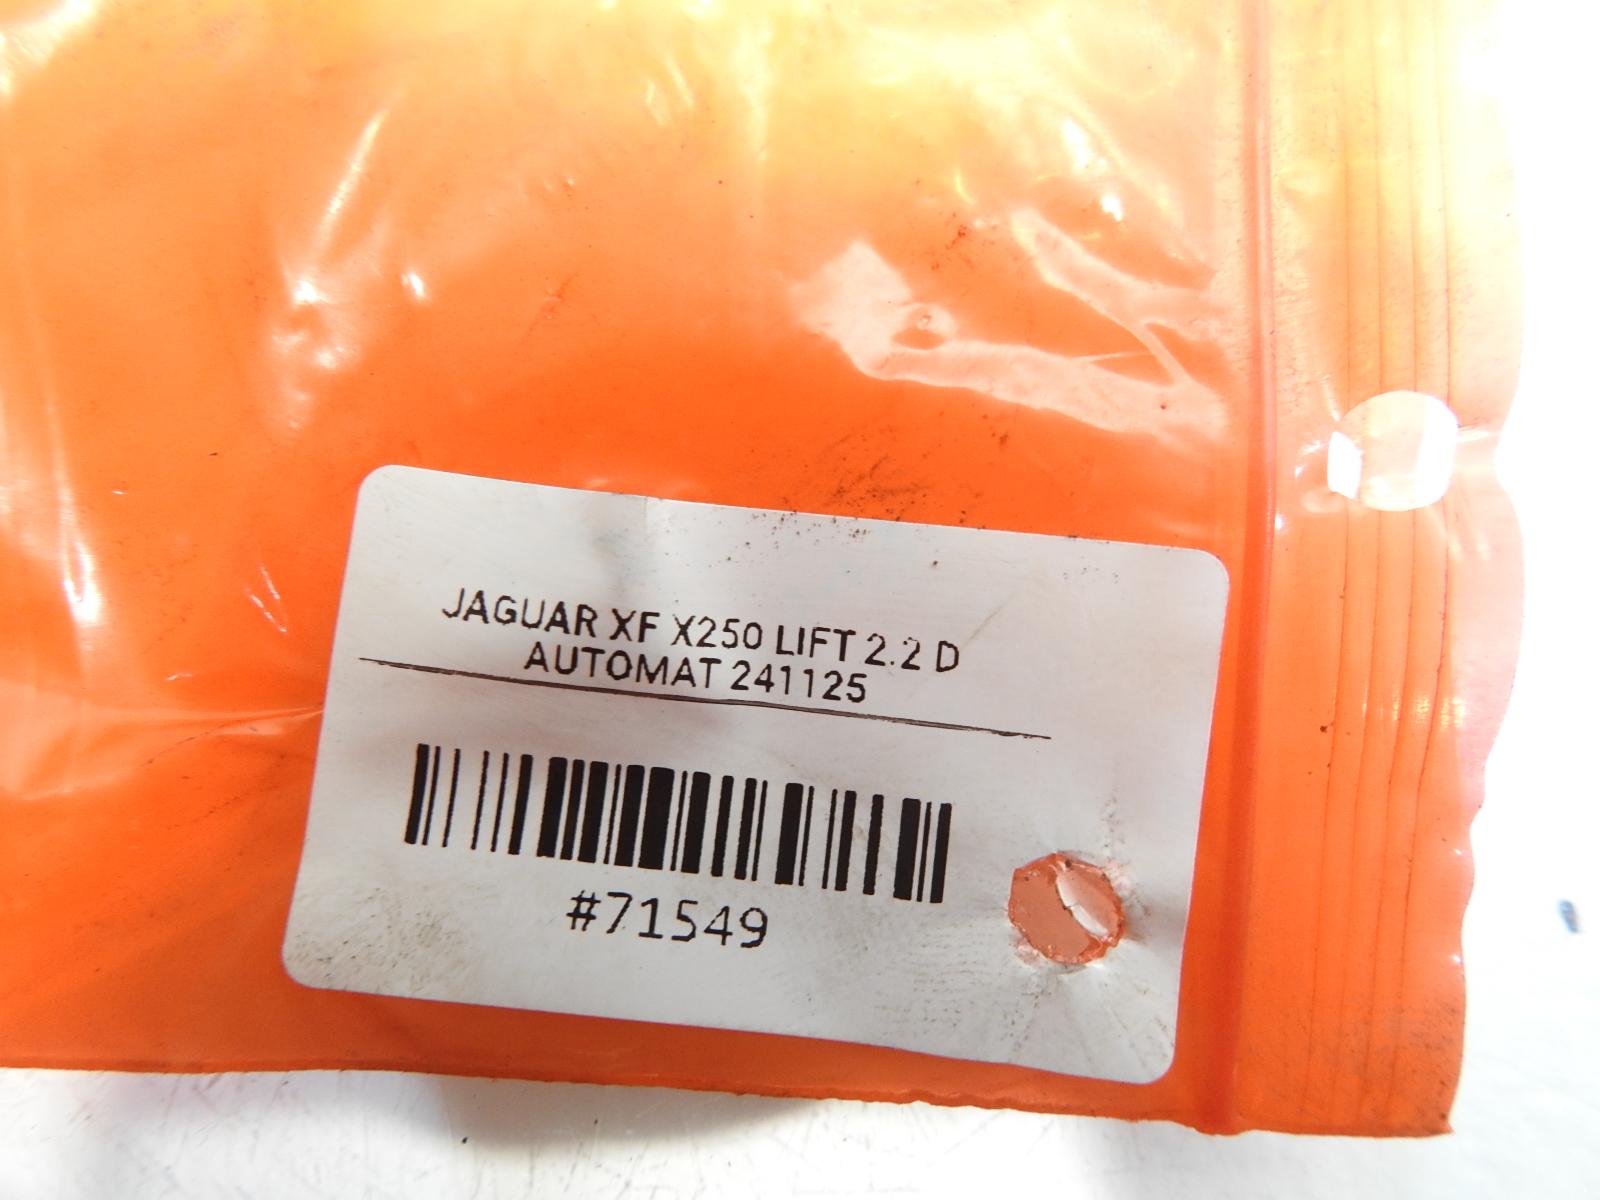 JAGUAR XF X250 LIFT 2.2 D
AUTOMAT 241125
#71549